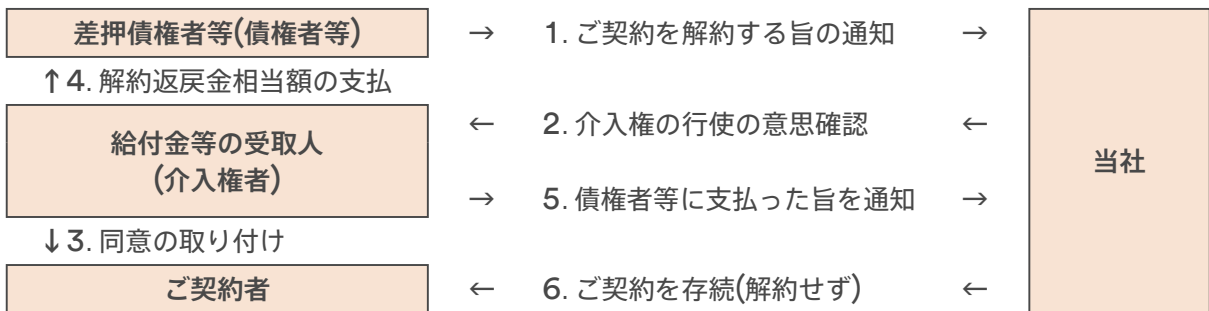 差押債権者等(債権者等) → 1. ご契約を解約する旨の通知 →
↑4. 解約返戻金相当額の支払
給付金等の受取人
(介入権者)
← 2. 介入権の行使の意思確認 ←
→ 5. 債権者等に支払った旨を通知 →
当社
↓3. 同意の取り付け
ご契約者 ← 6. ご契約を存続(解約せず) ←